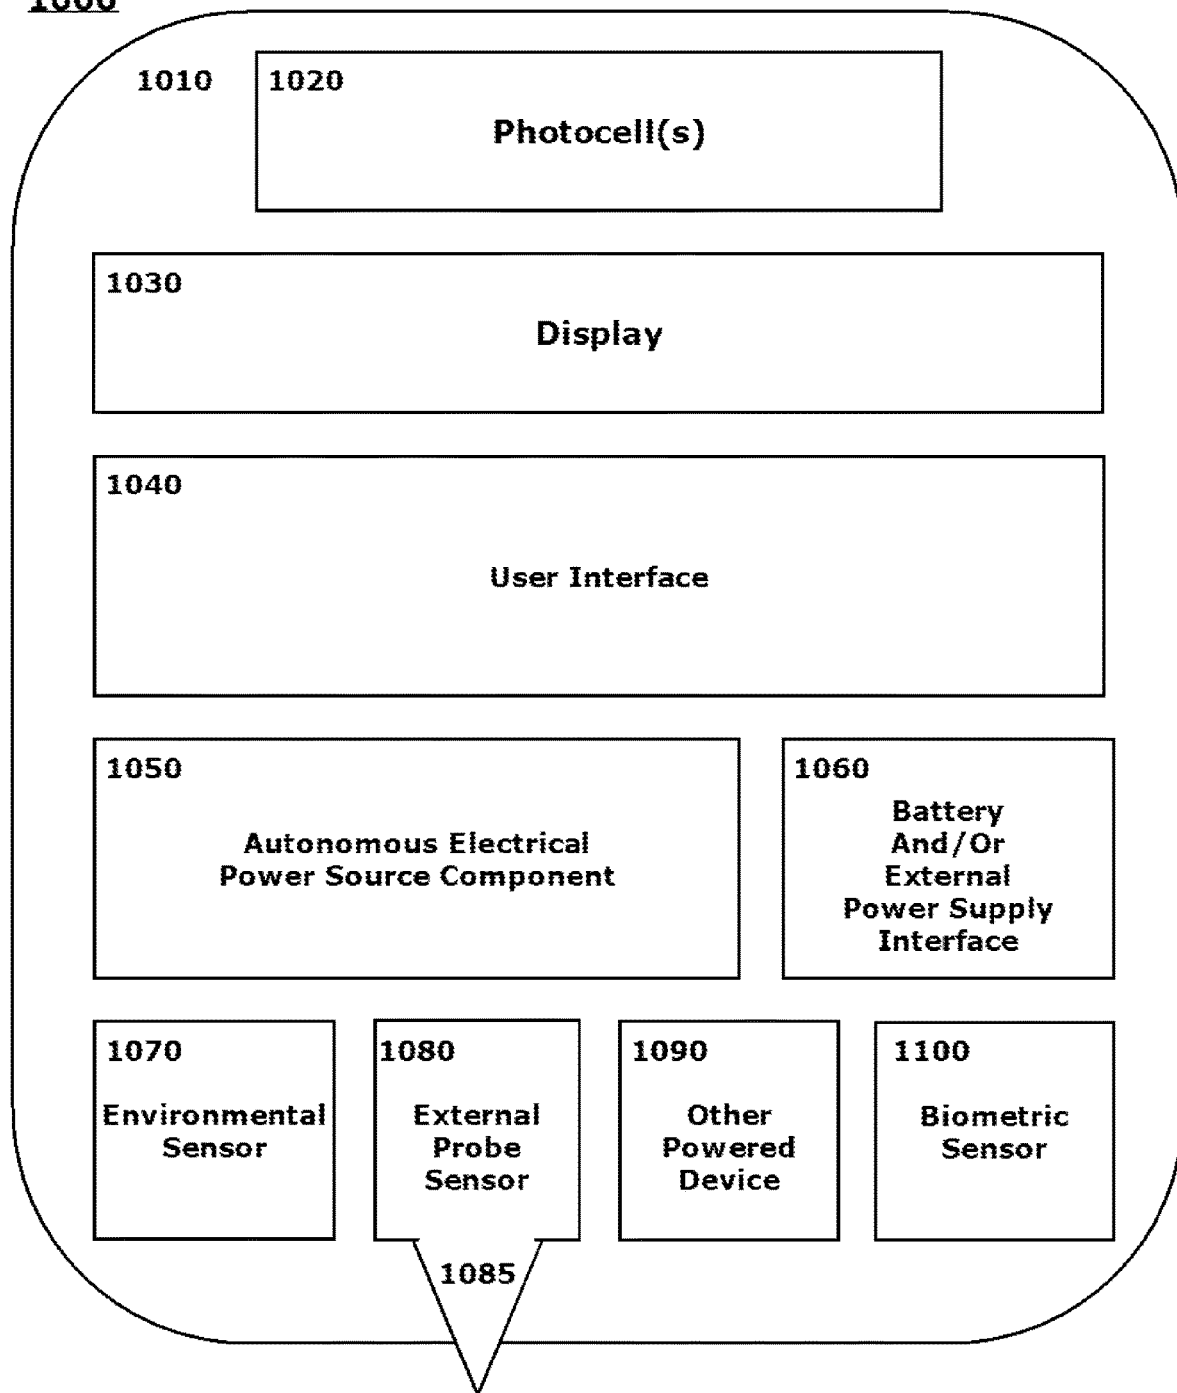 1010
1020
Photocell(s)
1030
Display
1040
User Interface
1050
Autonomous Electrical
Power Source Component
1060
Battery
And/Or
External
Power Supply
Interface
1070
Environmental
Sensor
1080
External
Probe
Sensor
1085
1090
Other
Powered
Device
1100
Biometric
Sensor